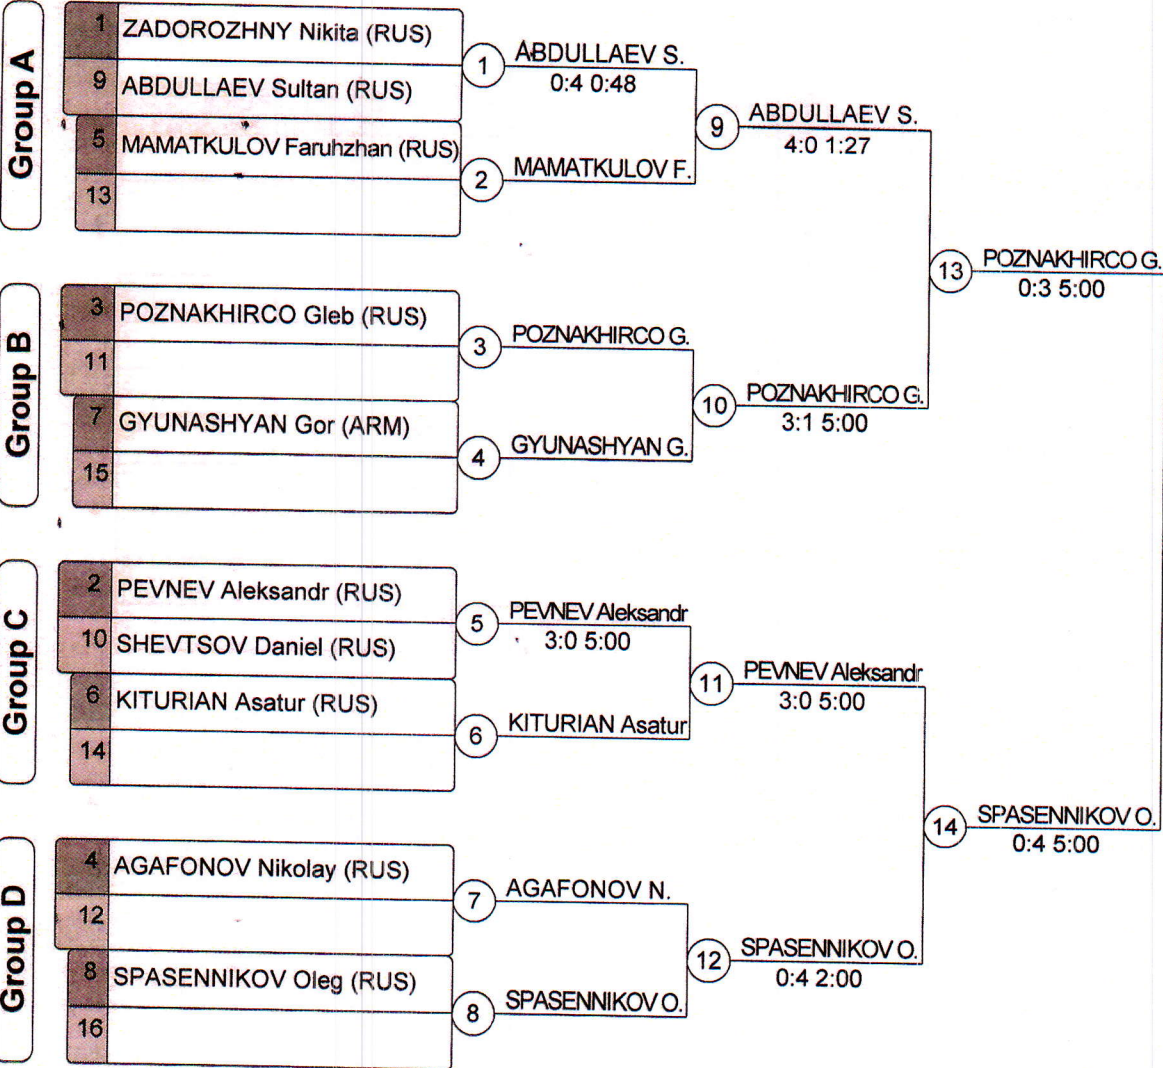 Group A
1 ZADOROZHNY Nikita (RUS)
9 ABDULLAEV Sultan (RUS)
5 MAMATKULOV Faruhzhan (RUS)
13
1 ABDULLAEV S.
0:4 0:48
2 MAMATKULOV F.
9 ABDULLAEV S.
4:0 1:27
Group B
3 POZNAKHIRCO Gleb (RUS)
11
7 GYUNASHYAN Gor (ARM)
15
3 POZNAKHIRCO G.
4 GYUNASHYAN G.
10 POZNAKHIRCO G.
3:1 5:00
13 POZNAKHIRCO G.
0:3 5:00
Group C
2 PEVNEV Aleksandr (RUS)
10 SHEVTSOV Daniel (RUS)
6 KITURIAN Asatur (RUS)
14
5 PEVNEV Aleksandr
3:0 5:00
6 KITURIAN Asatur
11 PEVNEV Aleksandr
3:0 5:00
Group D
4 AGAFONOV Nikolay (RUS)
12
8 SPASENNIKOV Oleg (RUS)
16
7 AGAFONOV N.
8 SPASENNIKOV O.
12 SPASENNIKOV O.
0:4 2:00
14 SPASENNIKOV O.
0:4 5:00